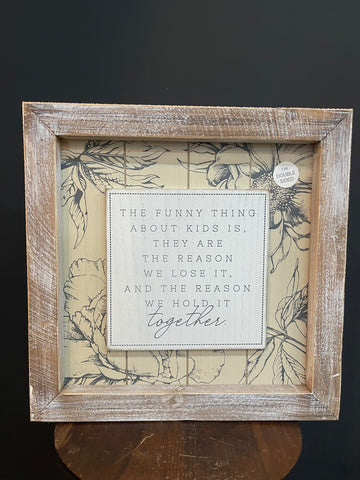 THE FUNNY THING
ABOUT KIDS IS,
THEY ARE
THE REASON
WE LOSE IT,
AND THE REASON
WE HOLD IT
together.
I'm
DOUBLE
SIDED!